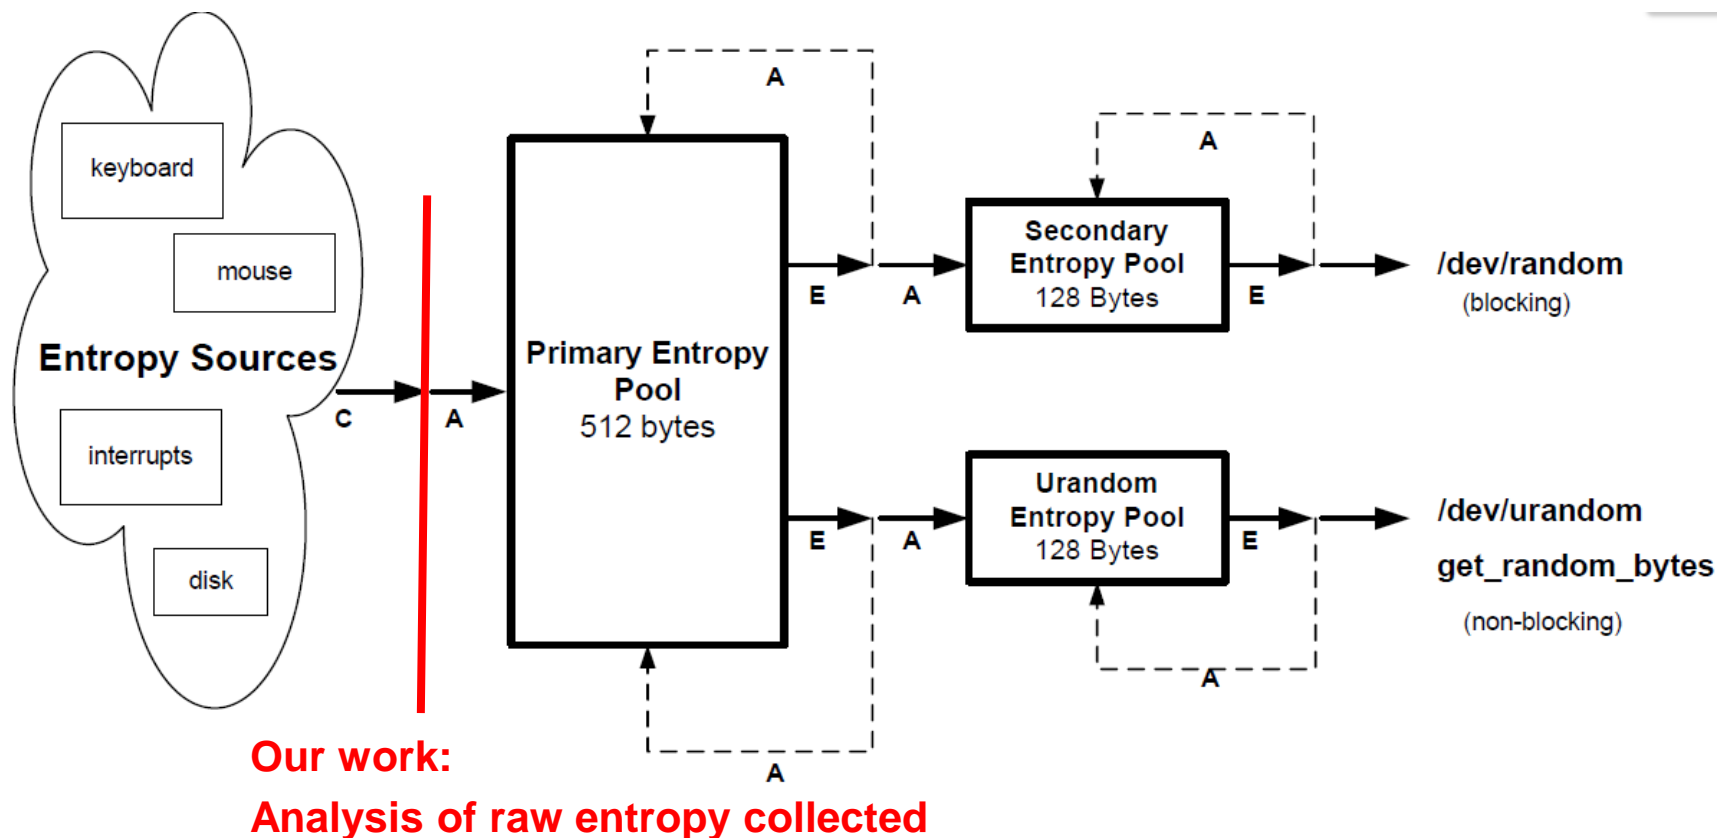 keyboard
mouse
Entropy Sources
interrupts
disk
C
A
Primary Entropy
Pool
512 bytes
A
E
A
Secondary
Entropy Pool
128 Bytes
A
E
/dev/random
(blocking)
E
A
A
Urandom
Entropy Pool
128 Bytes
E
A
/dev/urandom
get_random_bytes
(non-blocking)
Our work:
Analysis of raw entropy collected